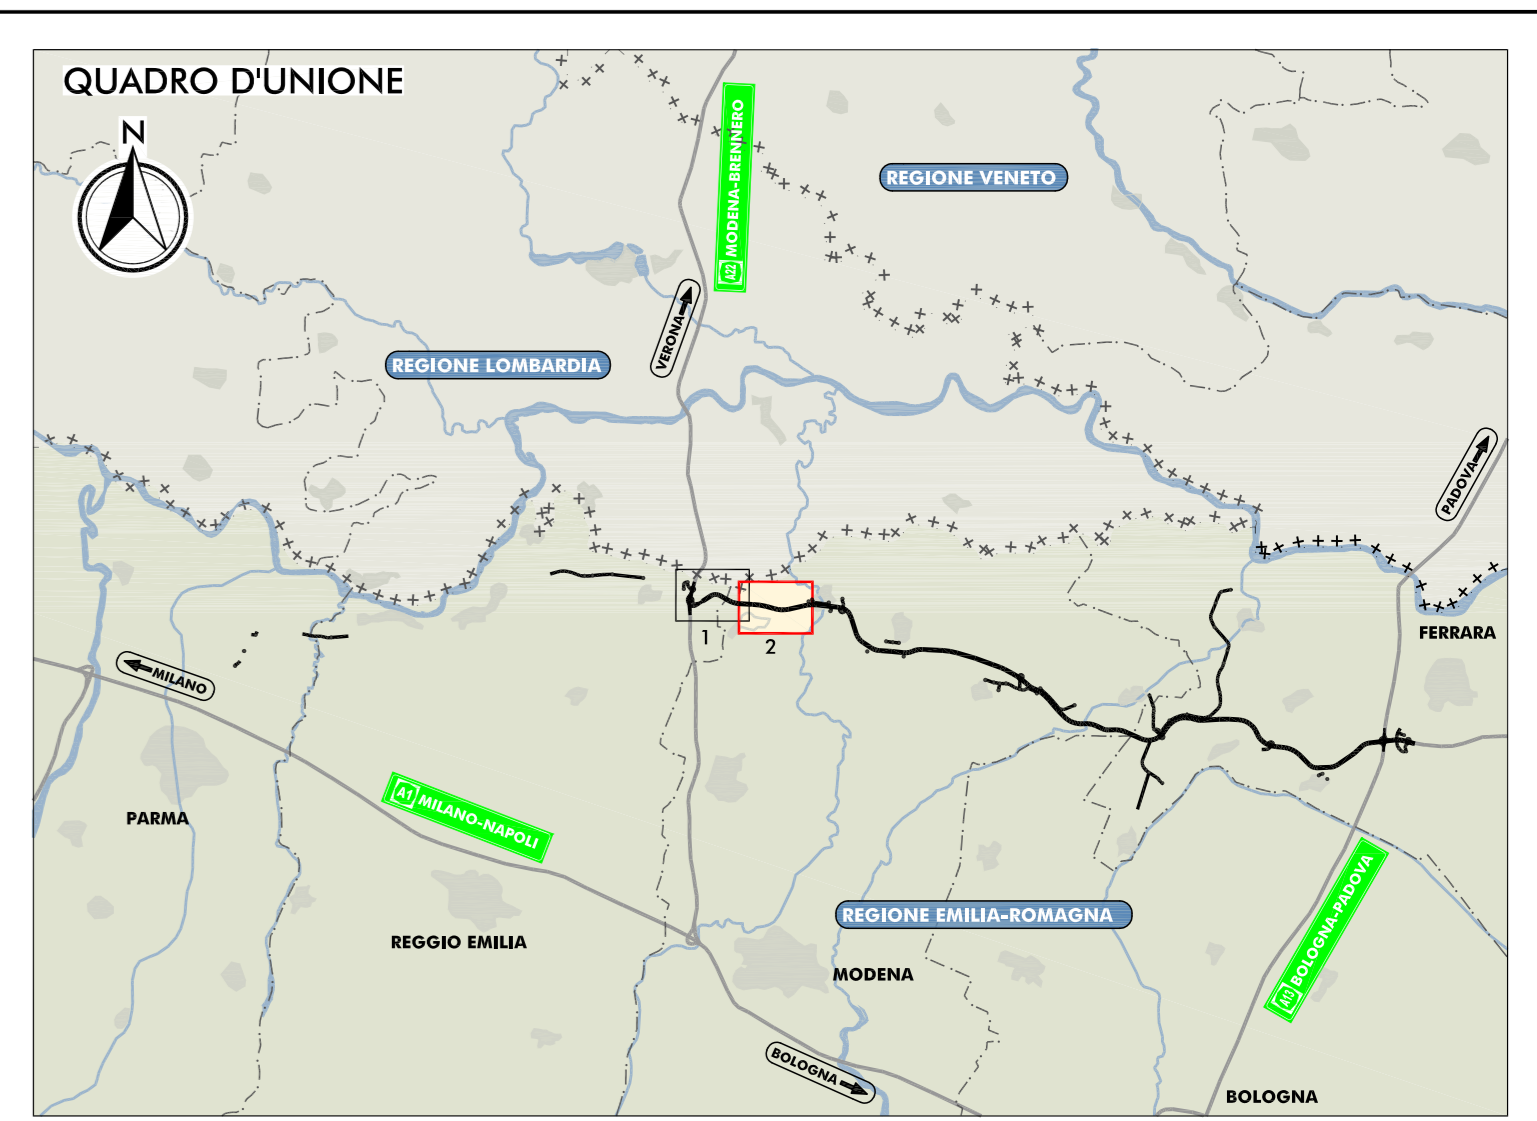 QUADRO D'UNIONE
N
A22 MODENA-BRENNERO
REGIONE VENETO
VERONA
REGIONE LOMBARDIA
PADOVA
1
2
FERRARA
MILANO
PARMA
A1 MILANO-NAPOLI
REGGIO EMILIA
REGIONE EMILIA-ROMAGNA
MODENA
A13 BOLOGNA-PADOVA
BOLOGNA
BOLOGNA